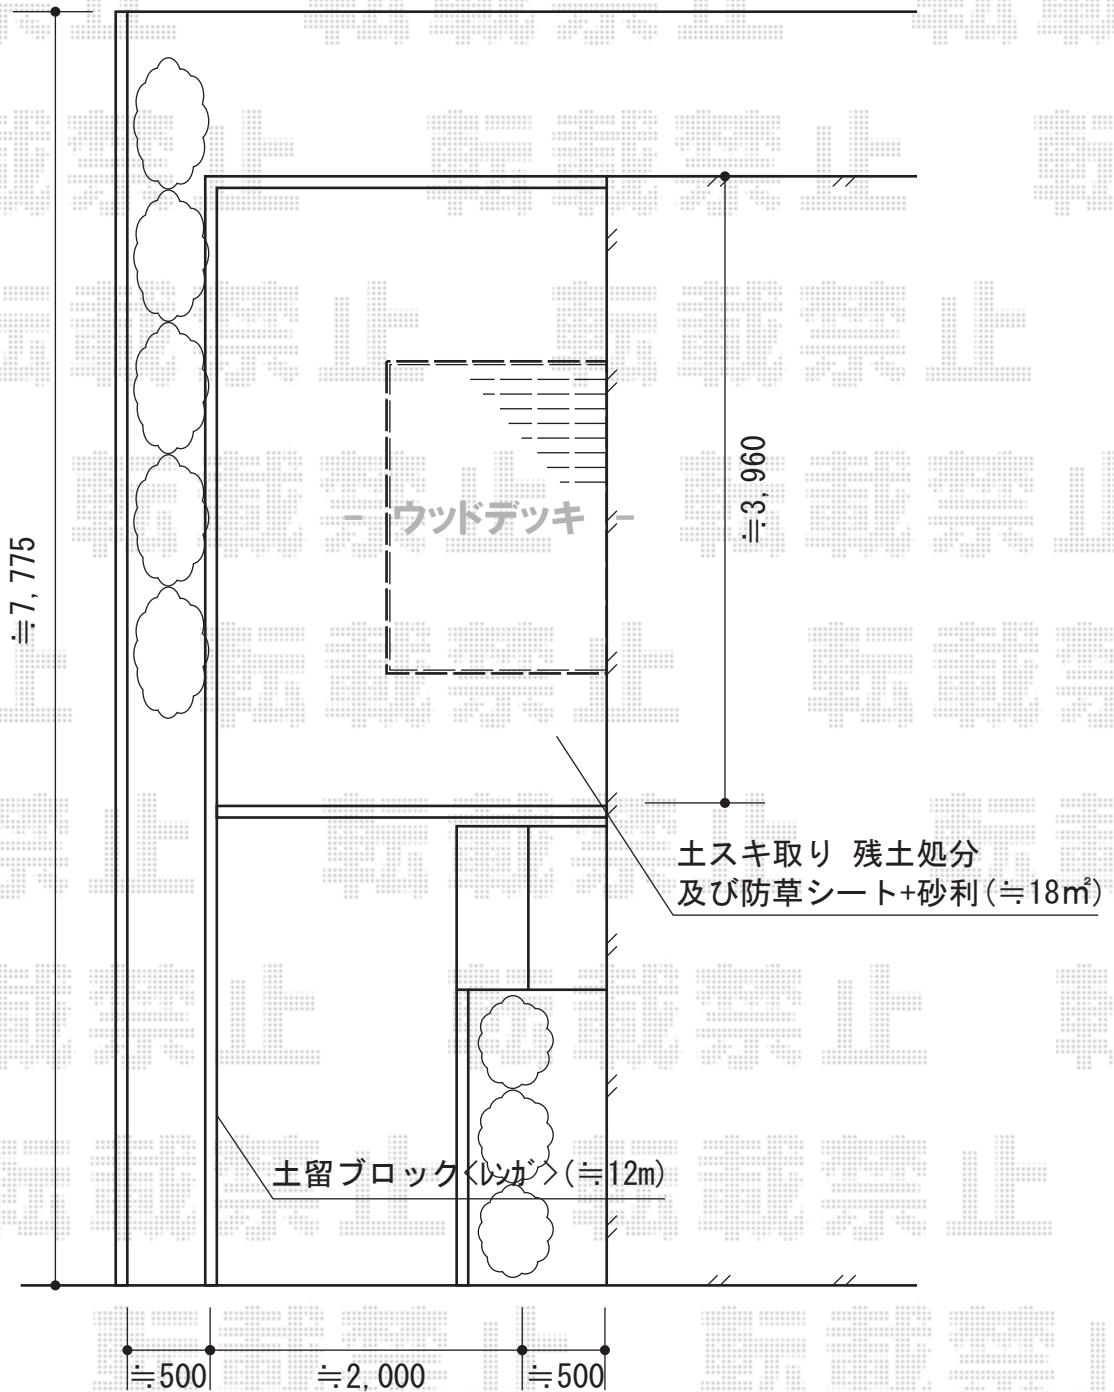 ≒7,775
≒3,960
- ウッドデッキ -
土スキ取り 残土処分
及び防草シート+砂利(≒18㎡)
土留ブロック<レンガ>(≒12m)
≒500
≒2,000
≒500
転載禁止